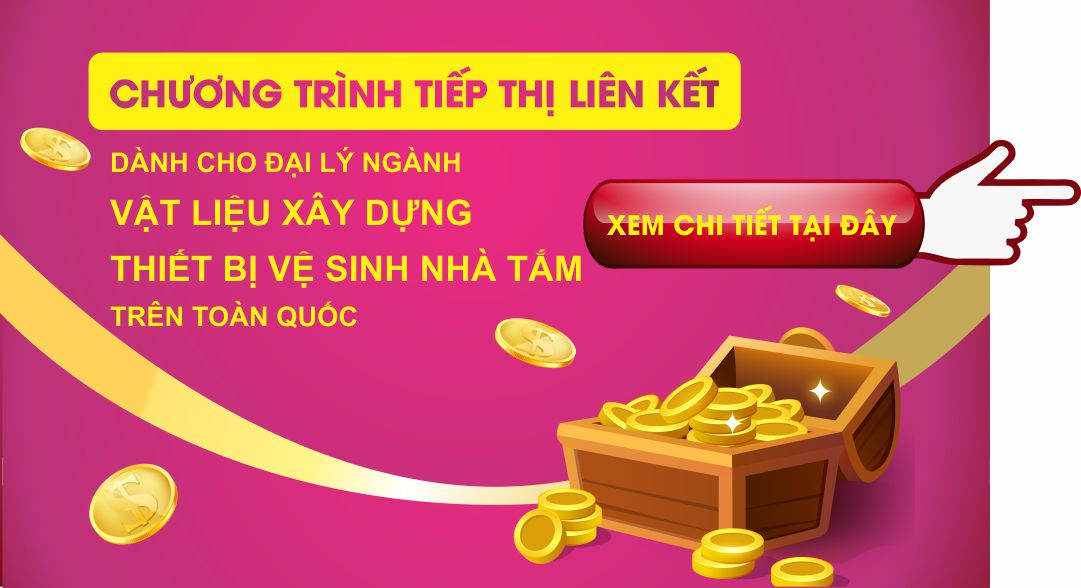 CHƯƠNG TRÌNH TIẾP THỊ LIÊN KẾT
DÀNH CHO ĐẠI LÝ NGÀNH
VẬT LIỆU XÂY DỰNG
THIẾT BỊ VỆ SINH NHÀ TẮM
TRÊN TOÀN QUỐC
XEM CHI TIẾT TẠI ĐÂY